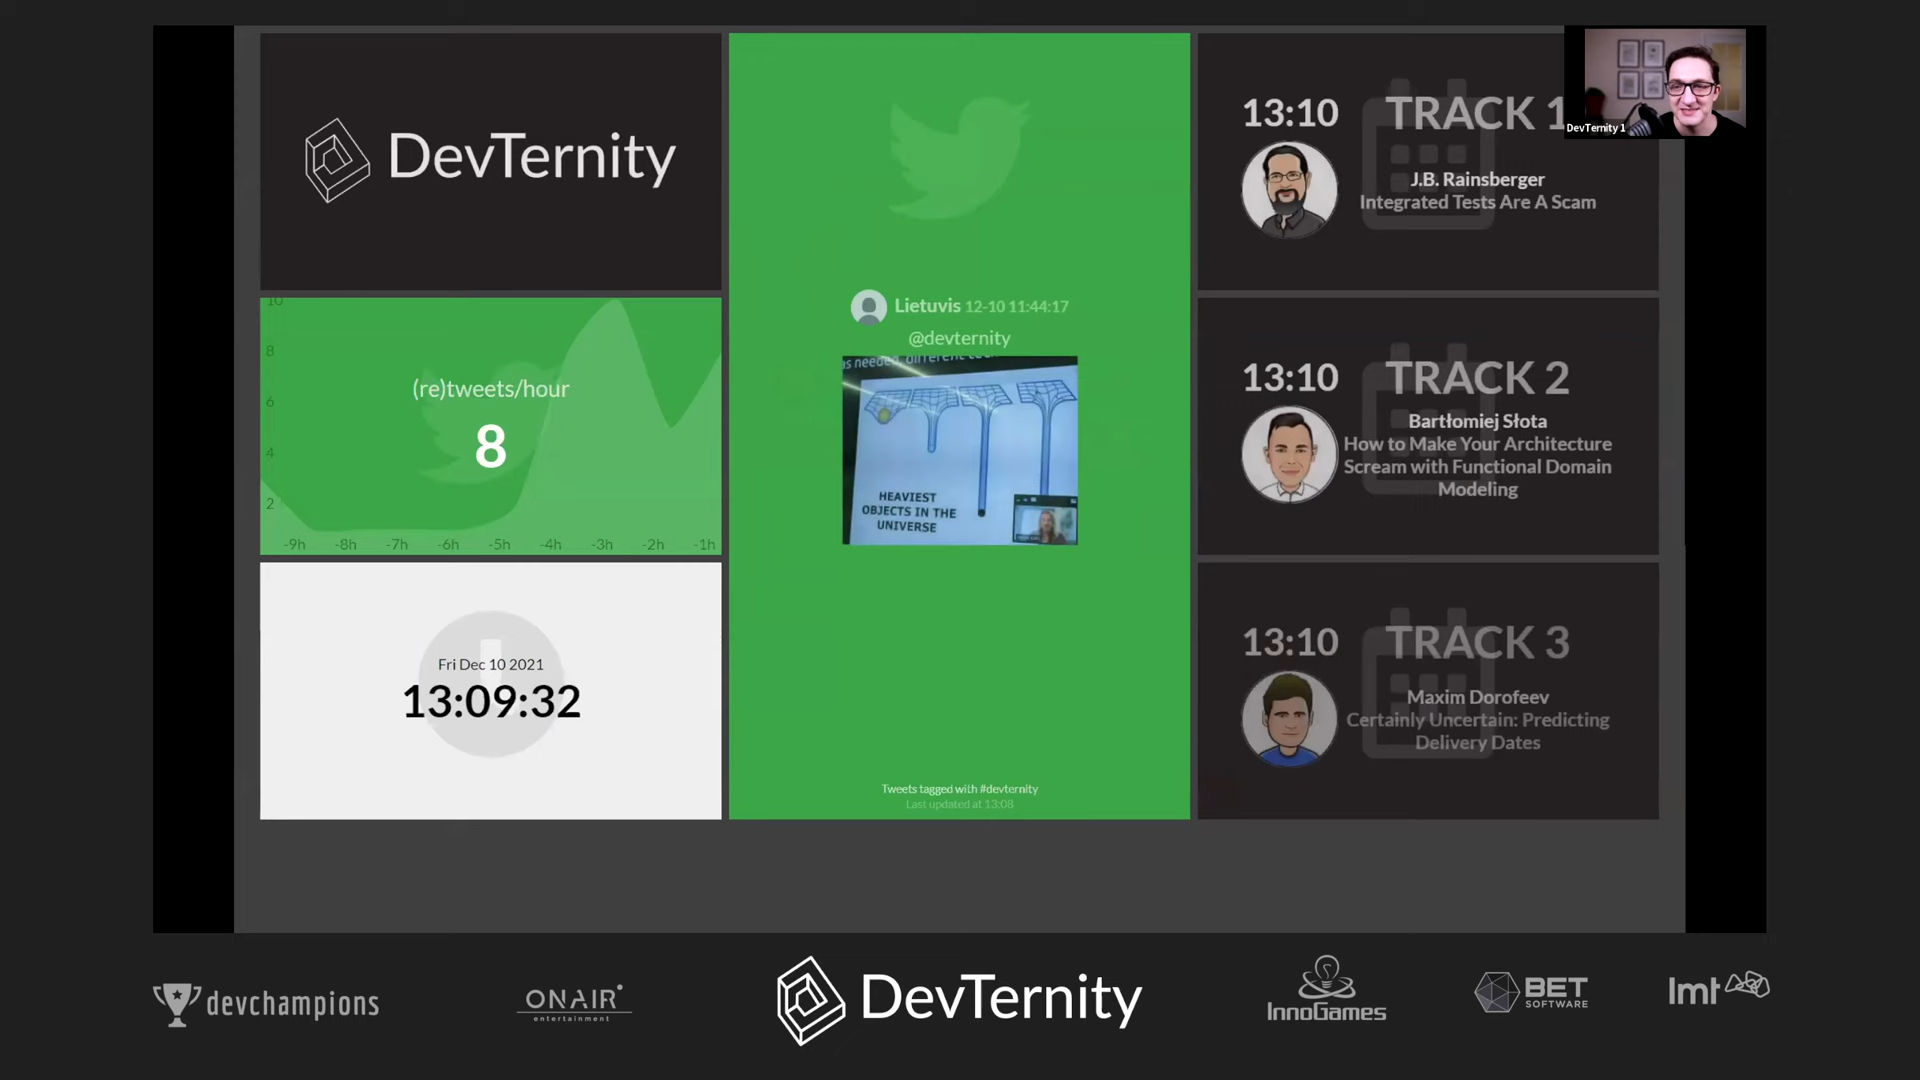 DevTernity
10
8
6
4
2
(re)tweets/hour
8
-9h -8h -7h -6h -5h -4h -3h -2h -1h
Fri Dec 10 2021
13:09:32
Lietuvis 12-10 11:44:17
@devternity
as needed, different
HEAVIEST
OBJECTS IN THE
UNIVERSE
Tweets tagged with #devternity
Last updated at 13:08
13:10 TRACK 1
J.B. Rainsberger
Integrated Tests Are A Scam
DevTernity 1
13:10 TRACK 2
Bartłomiej Słota
How to Make Your Architecture
Scream with Functional Domain
Modeling
13:10 TRACK 3
Maxim Dorofeev
Certainly Uncertain: Predicting
Delivery Dates
devchampions
ONAIR
entertainment
DevTernity
InnoGames
BET
SOFTWARE
lmt